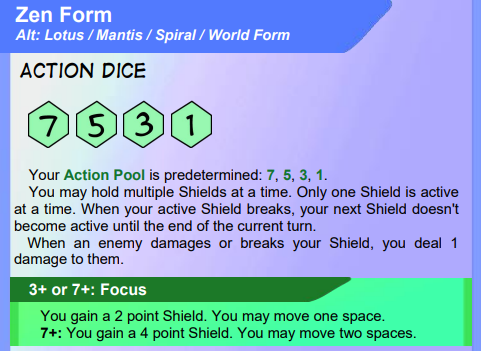 Zen Form
Alt: Lotus / Mantis / Spiral / World Form
ACTION DICE
7 5 3 1
Your Action Pool is predetermined: 7, 5, 3, 1.
You may hold multiple Shields at a time. Only one Shield is active
at a time. When your active Shield breaks, your next Shield doesn't
become active until the end of the current turn.
When an enemy damages or breaks your Shield, you deal 1
damage to them.
3+ or 7+: Focus
You gain a 2 point Shield. You may move one space.
7+: You gain a 4 point Shield. You may move two spaces.